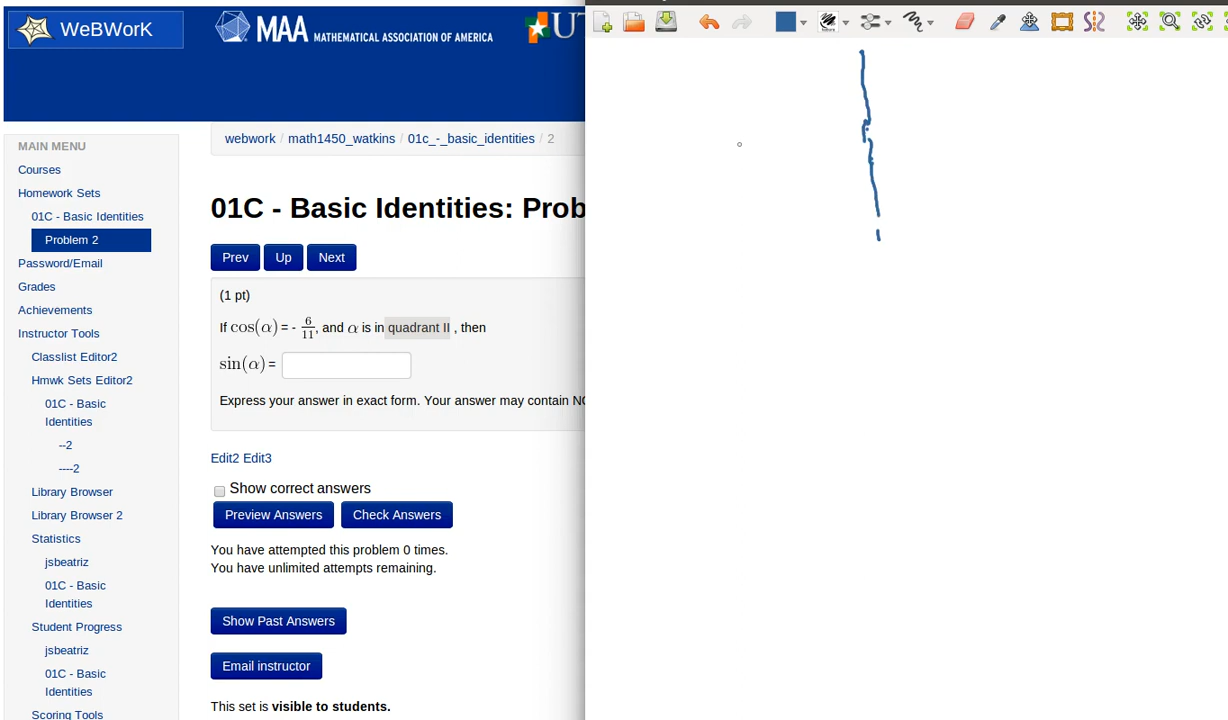 WeBWorK
MAA MATHEMATICAL ASSOCIATION OF AMERICA
UT
webwork / math1450_watkins / 01c_-_basic_identities / 2
MAIN MENU
Courses
Homework Sets
01C - Basic Identities
Problem 2
Password/Email
Grades
Achievements
Instructor Tools
Classlist Editor2
Hmwk Sets Editor2
01C - Basic
Identities
--2
----2
Library Browser
Library Browser 2
Statistics
jsbeatriz
01C - Basic
Identities
Student Progress
jsbeatriz
01C - Basic
Identities
Scoring Tools
01C - Basic Identities: Prob
Prev Up Next
(1 pt)
If cos(α) = - 6/11, and α is in quadrant II , then
sin(α) =
Express your answer in exact form. Your answer may contain NO
Edit2 Edit3
Show correct answers
Preview Answers Check Answers
You have attempted this problem 0 times.
You have unlimited attempts remaining.
Show Past Answers
Email instructor
This set is visible to students.